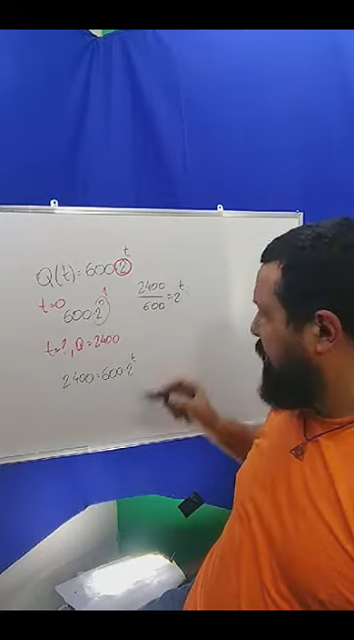 Q(t)=600·2^t
t=0
600·2^0 1
t=?, Q=2400
2400=600·2^t
2400/600=2^t